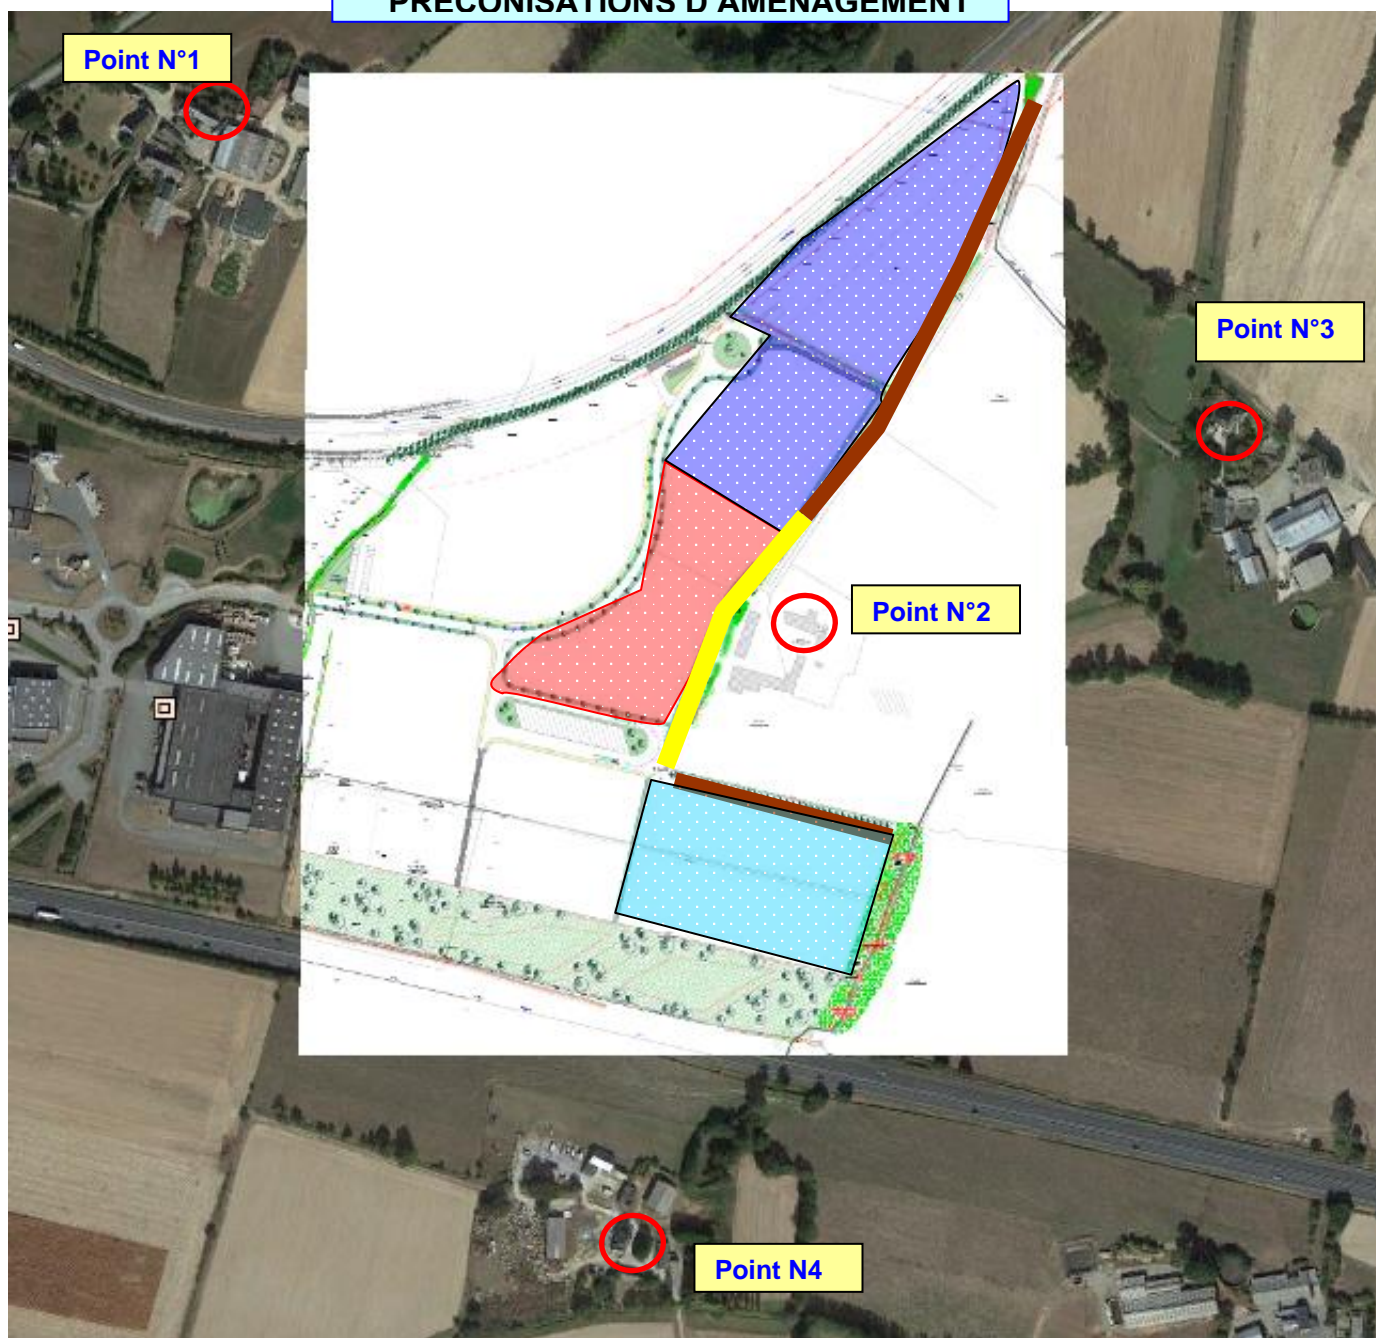 PRECONISATIONS D'AMENAGEMENT
Point N°1
Point N°3
Point N°2
Point N4